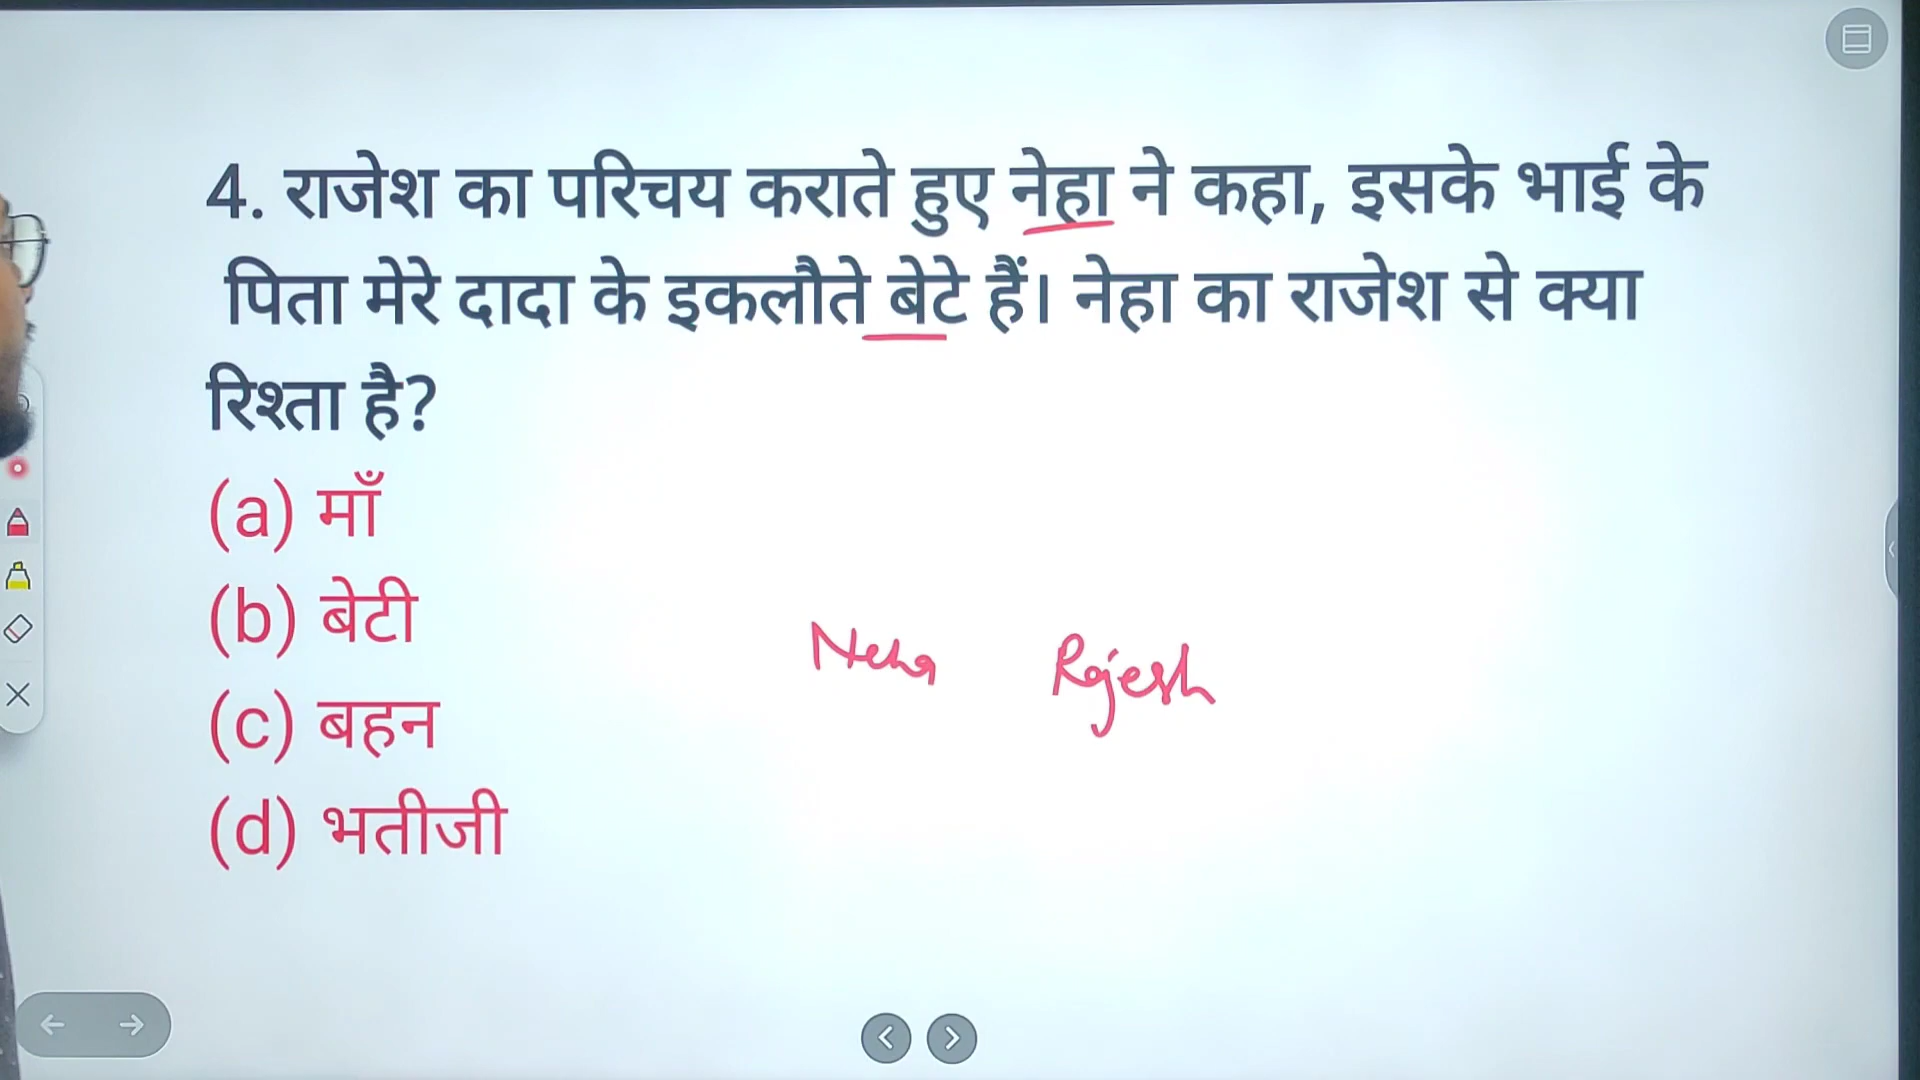 4. राजेश का परिचय कराते हुए नेहा ने कहा, इसके भाई के
पिता मेरे दादा के इकलौते बेटे हैं। नेहा का राजेश से क्या
रिश्ता है?
(a) माँ
(b) बेटी
(c) बहन
(d) भतीजी
Neha Rajesh